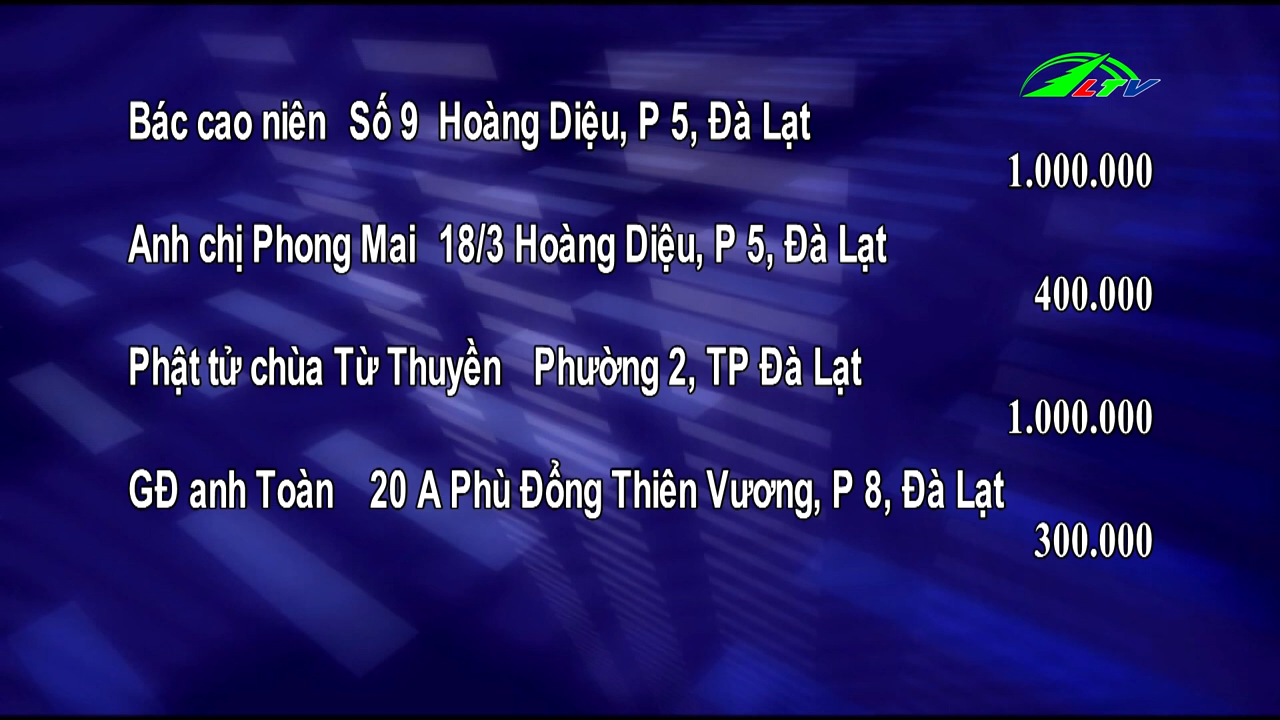 LTV
Bác cao niên Số 9 Hoàng Diệu, P 5, Đà Lạt
1.000.000
Anh chị Phong Mai 18/3 Hoàng Diệu, P 5, Đà Lạt
400.000
Phật tử chùa Từ Thuyền Phường 2, TP Đà Lạt
1.000.000
GĐ anh Toàn 20 A Phù Đổng Thiên Vương, P 8, Đà Lạt
300.000